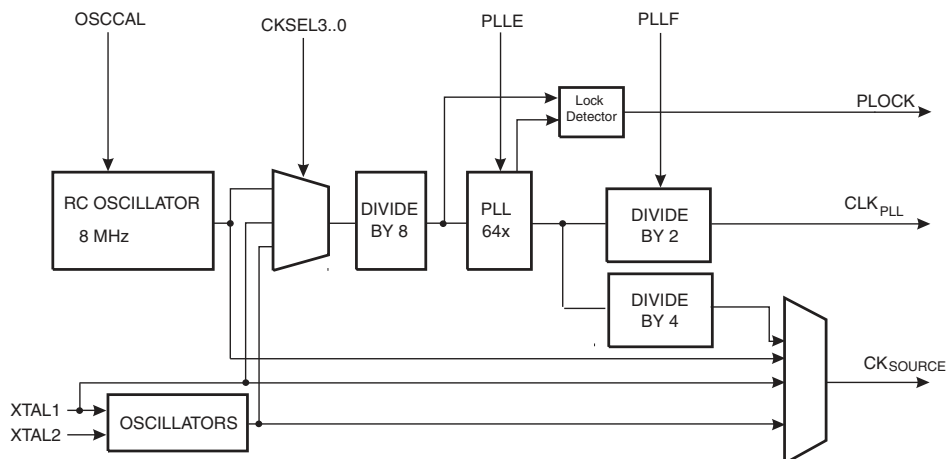 OSCCAL
CKSEL3..0
PLLE
PLLF
Lock
Detector
PLOCK
RC OSCILLATOR
8 MHz
DIVIDE
BY 8
PLL
64x
DIVIDE
BY 2
CLKPLL
DIVIDE
BY 4
CKSOURCE
XTAL1
XTAL2
OSCILLATORS